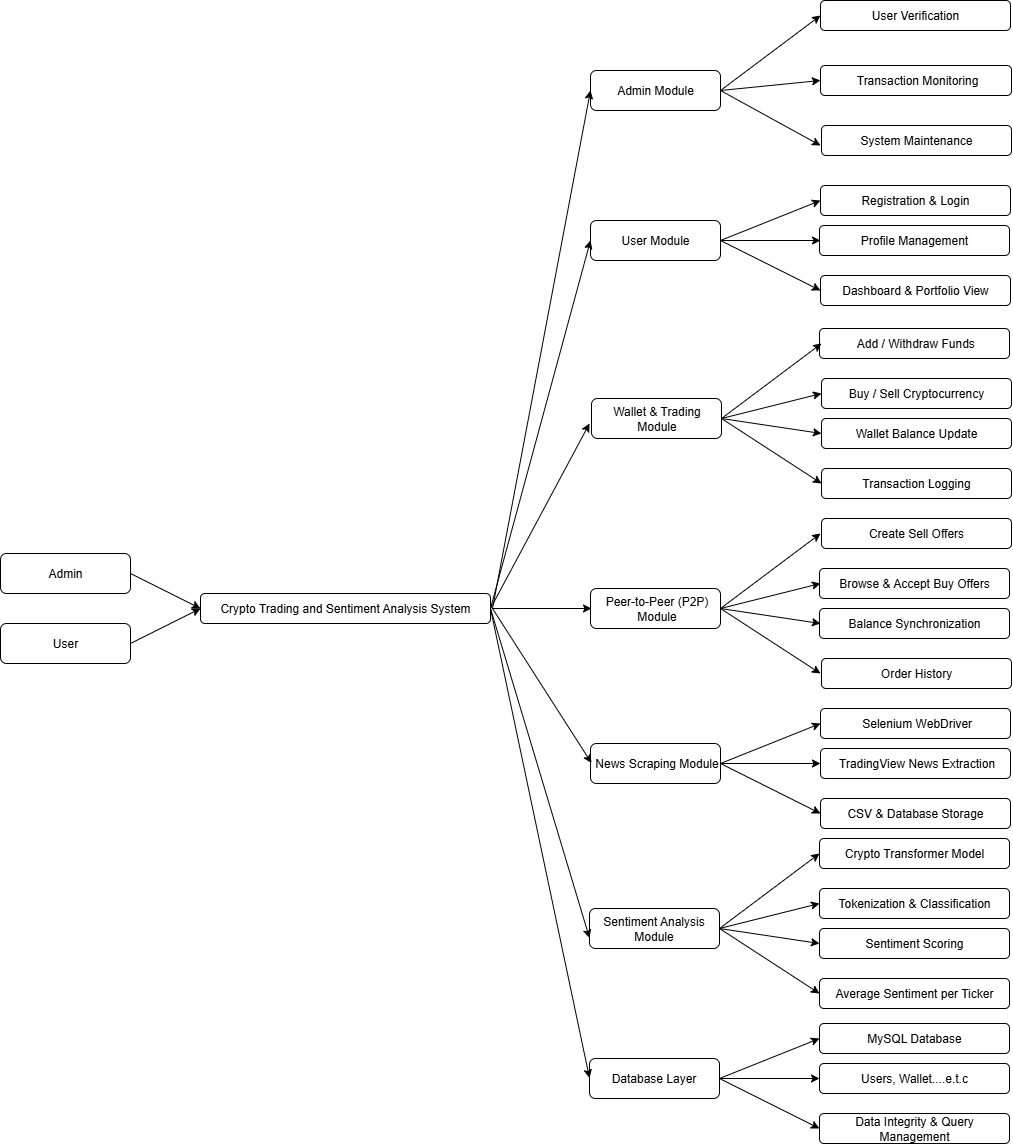 User Verification
Admin Module
Transaction Monitoring
System Maintenance
Registration & Login
User Module
Profile Management
Dashboard & Portfolio View
Add / Withdraw Funds
Buy / Sell Cryptocurrency
Wallet & Trading
Module
Wallet Balance Update
Transaction Logging
Create Sell Offers
Admin
Browse & Accept Buy Offers
Crypto Trading and Sentiment Analysis System
Peer-to-Peer (P2P)
Module
Balance Synchronization
User
Order History
Selenium WebDriver
News Scraping Module
TradingView News Extraction
CSV & Database Storage
Crypto Transformer Model
Tokenization & Classification
Sentiment Analysis
Module
Sentiment Scoring
Average Sentiment per Ticker
MySQL Database
Database Layer
Users, Wallet....e.t.c
Data Integrity & Query
Management